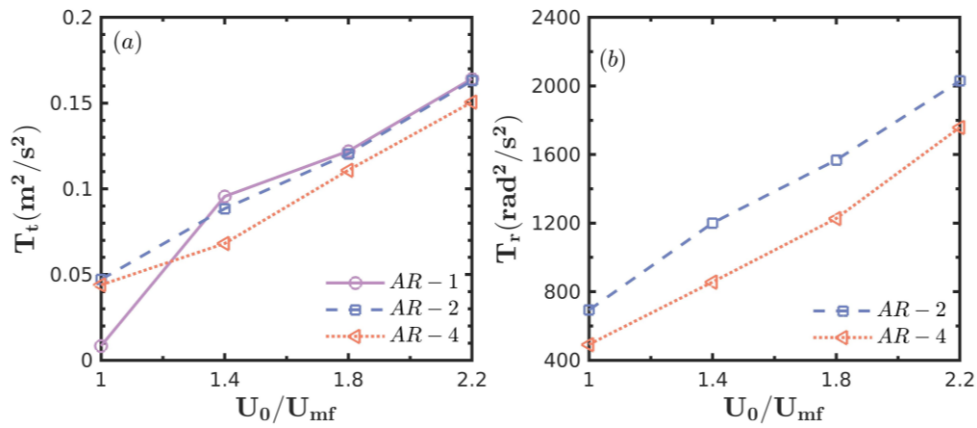 (a)
T_t(m²/s²)
0.2
0.15
0.1
0.05
0
1 1.4 1.8 2.2
U₀/U_mf
AR − 1
AR − 2
AR − 4
(b)
T_r(rad²/s²)
2400
2000
1600
1200
800
400
1 1.4 1.8 2.2
U₀/U_mf
AR − 2
AR − 4